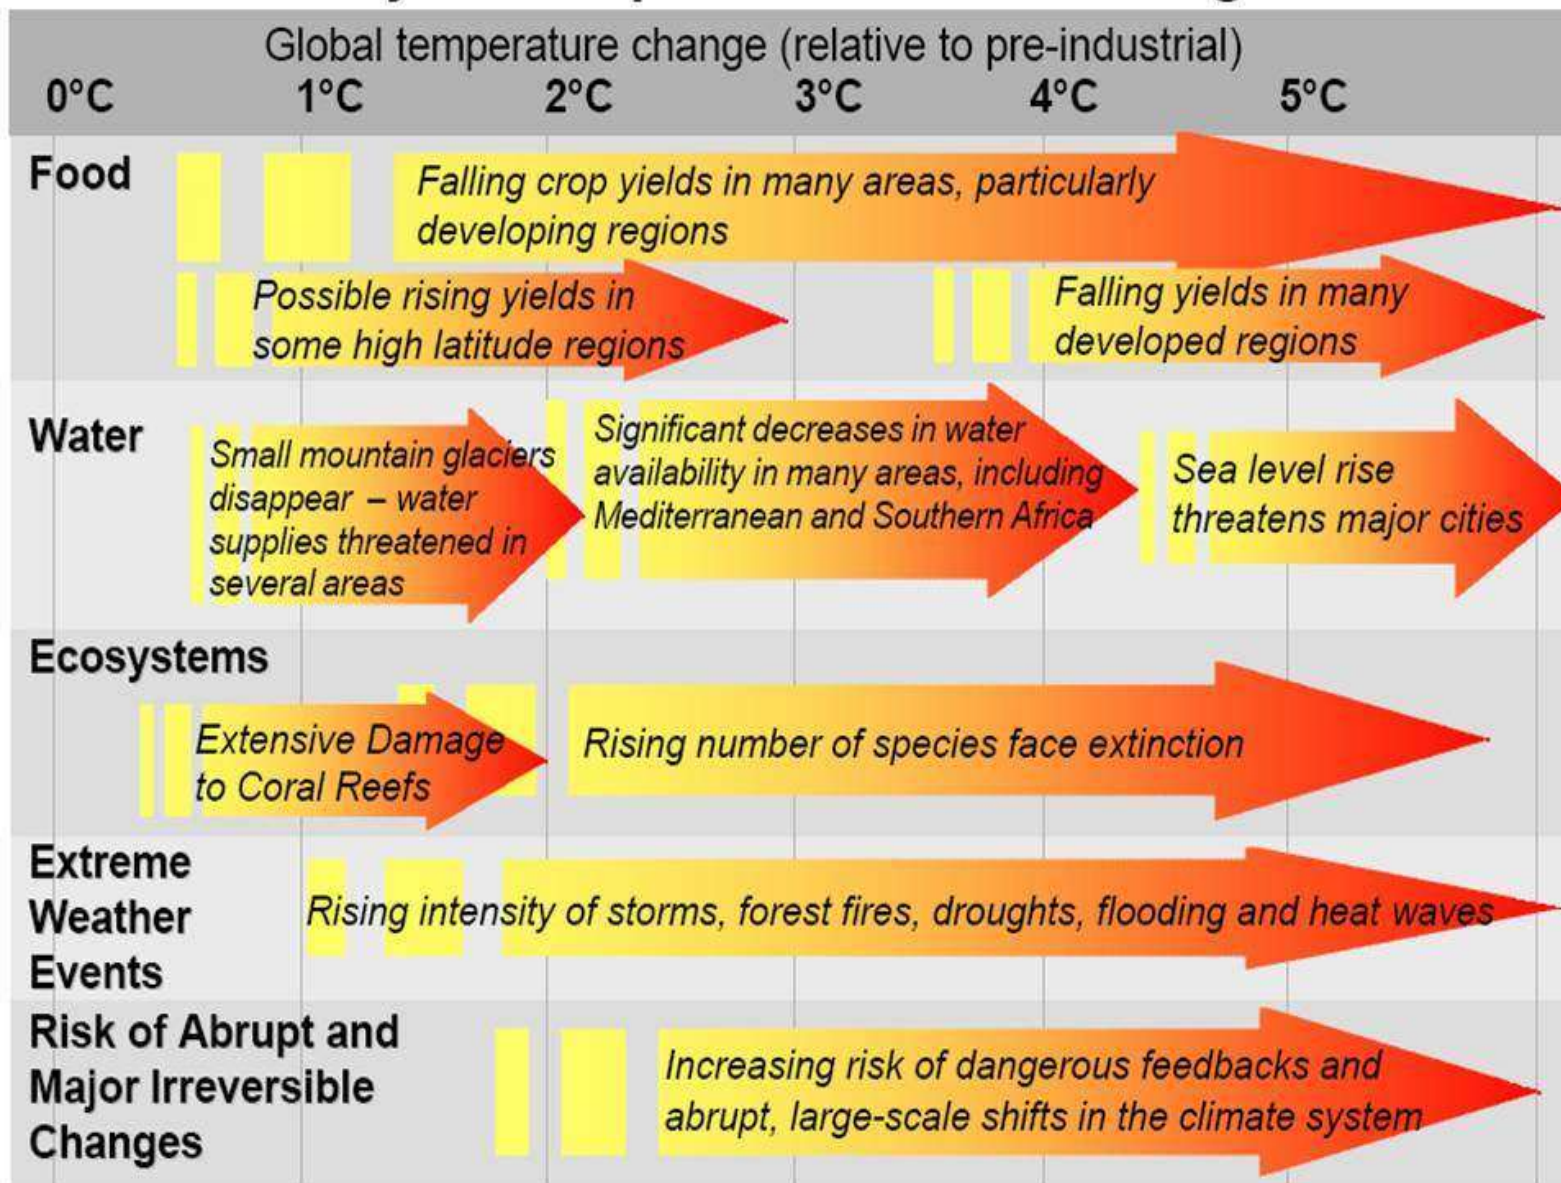 Global temperature change (relative to pre-industrial)
0°C 1°C 2°C 3°C 4°C 5°C
Food
Falling crop yields in many areas, particularly
developing regions
Possible rising yields in
some high latitude regions
Falling yields in many
developed regions
Water
Small mountain glaciers
disappear – water
supplies threatened in
several areas
Significant decreases in water
availability in many areas, including
Mediterranean and Southern Africa
Sea level rise
threatens major cities
Ecosystems
Extensive Damage
to Coral Reefs
Rising number of species face extinction
Extreme
Weather
Events
Rising intensity of storms, forest fires, droughts, flooding and heat waves
Risk of Abrupt and
Major Irreversible
Changes
Increasing risk of dangerous feedbacks and
abrupt, large-scale shifts in the climate system